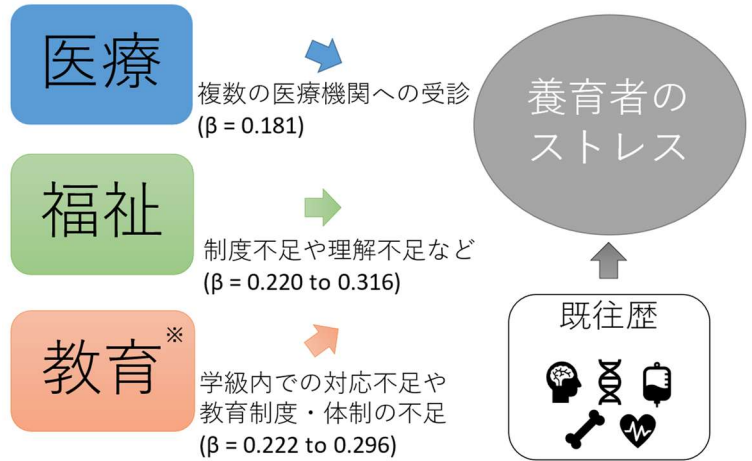 医療
複数の医療機関への受診
(β = 0.181)
養育者の
ストレス
福祉
制度不足や理解不足など
(β = 0.220 to 0.316)
教育※
学級内での対応不足や
教育制度・体制の不足
(β = 0.222 to 0.296)
既往歴